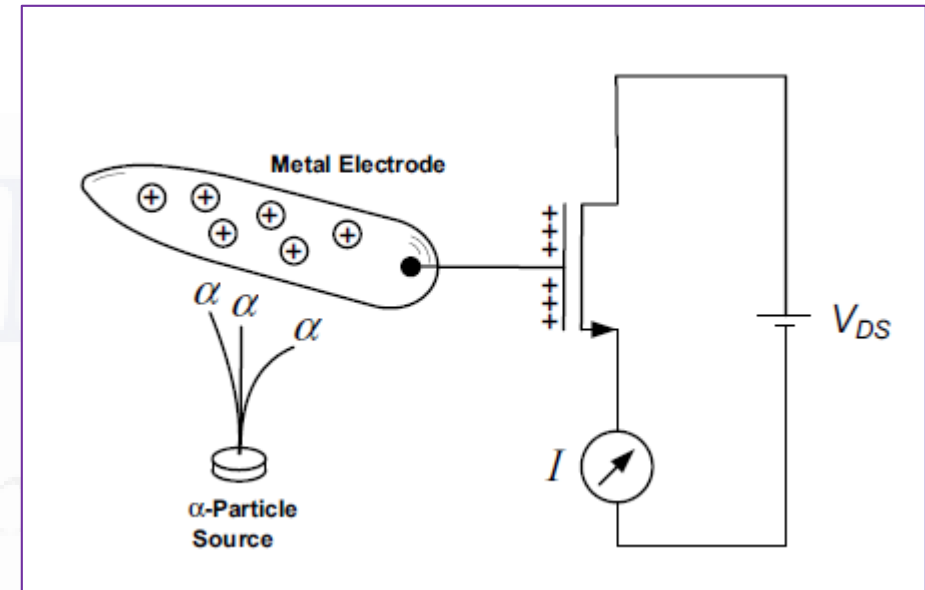 Metal Electrode
+ + + + + +
+++
+++
α α α
V_DS
I
α-Particle
Source